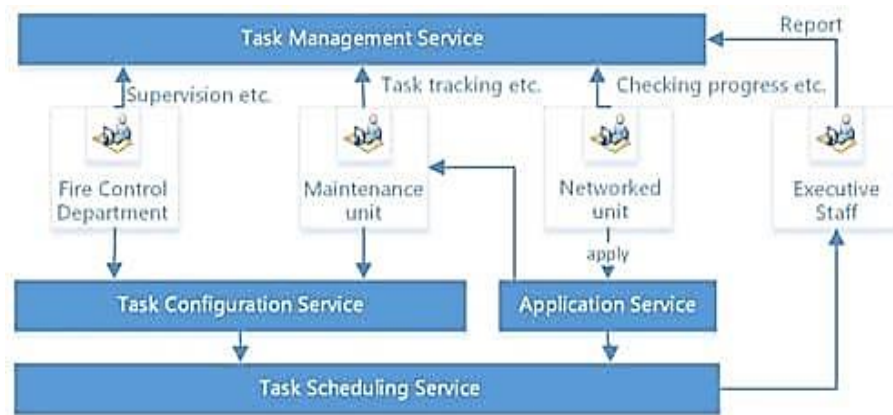 Report
Task Management Service
Supervision etc.
Task tracking etc.
Checking progress etc.
Fire Control
Department
Maintenance
unit
Networked
unit
Executive
Staff
apply
Task Configuration Service
Application Service
Task Scheduling Service